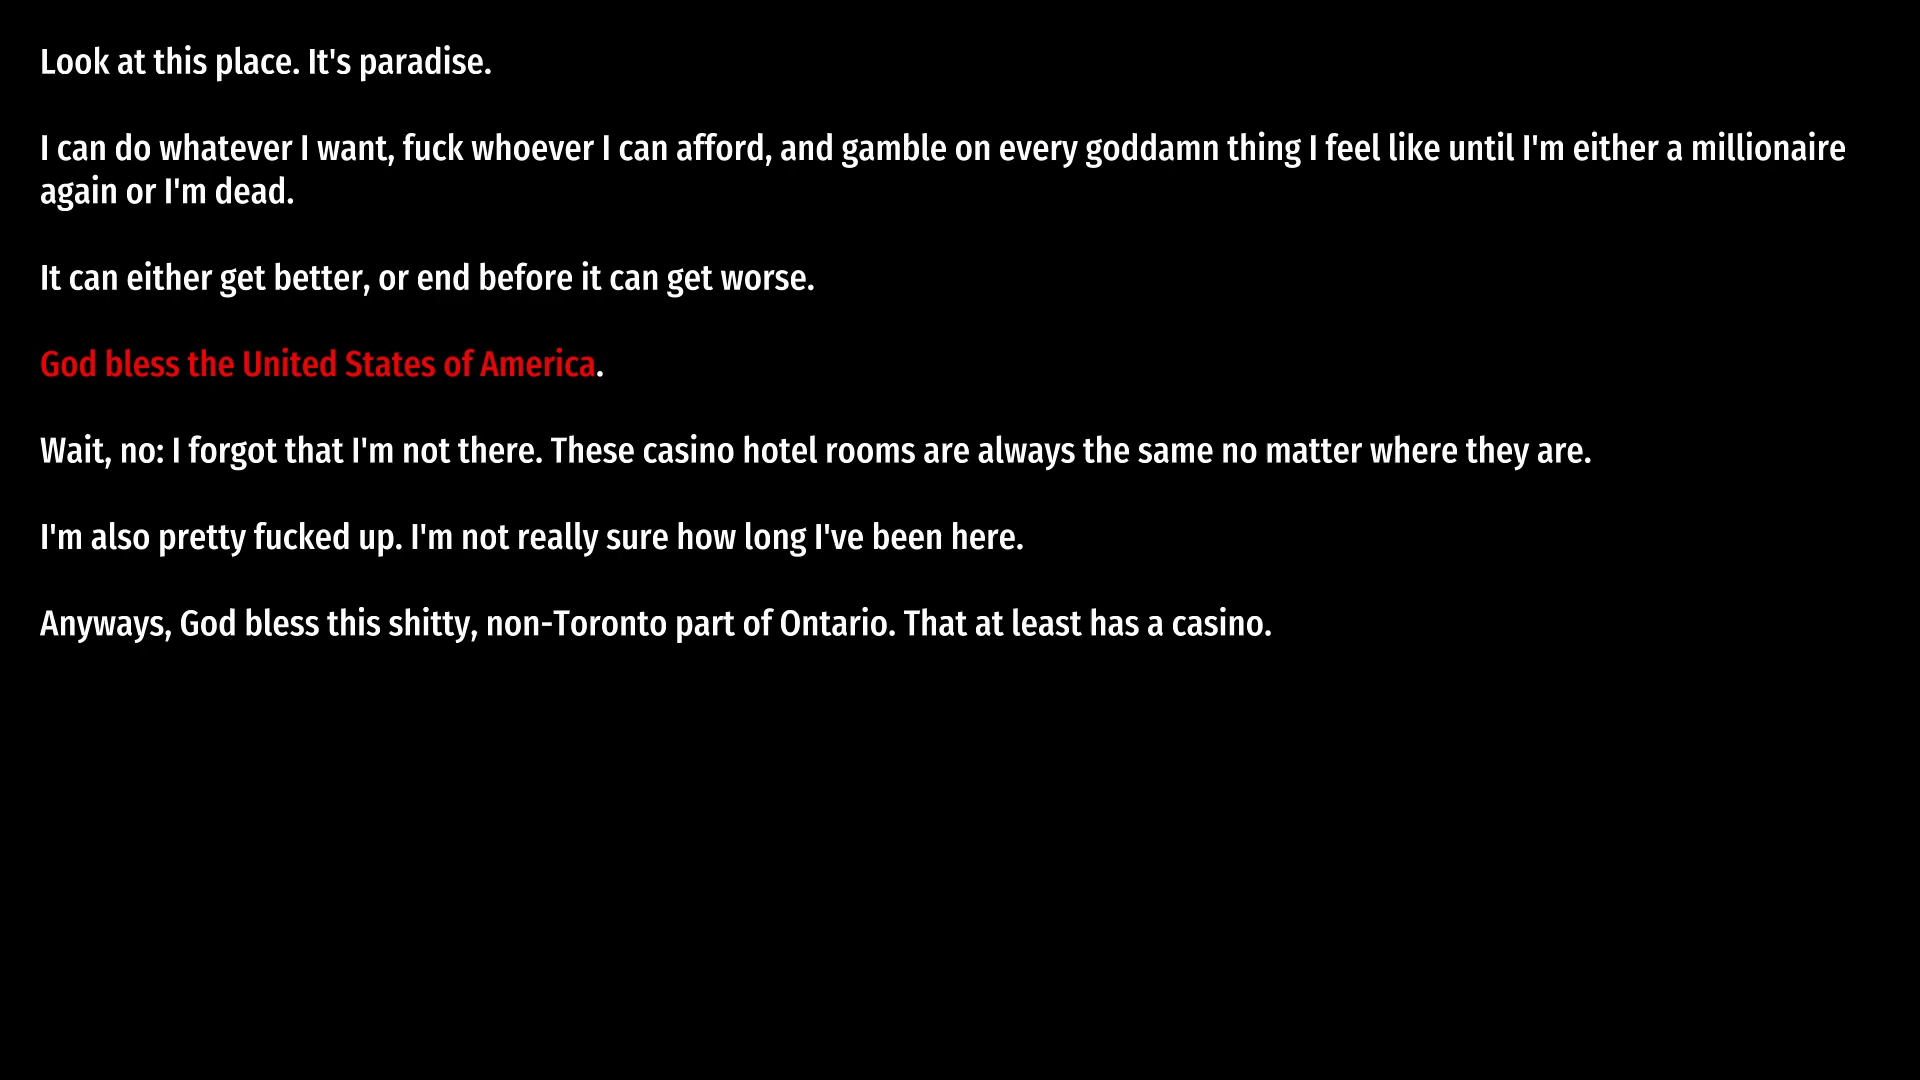 Look at this place. It's paradise.
I can do whatever I want, fuck whoever I can afford, and gamble on every goddamn thing I feel like until I'm either a millionaire
again or I'm dead.
It can either get better, or end before it can get worse.
God bless the United States of America.
Wait, no: I forgot that I'm not there. These casino hotel rooms are always the same no matter where they are.
I'm also pretty fucked up. I'm not really sure how long I've been here.
Anyways, God bless this shitty, non-Toronto part of Ontario. That at least has a casino.